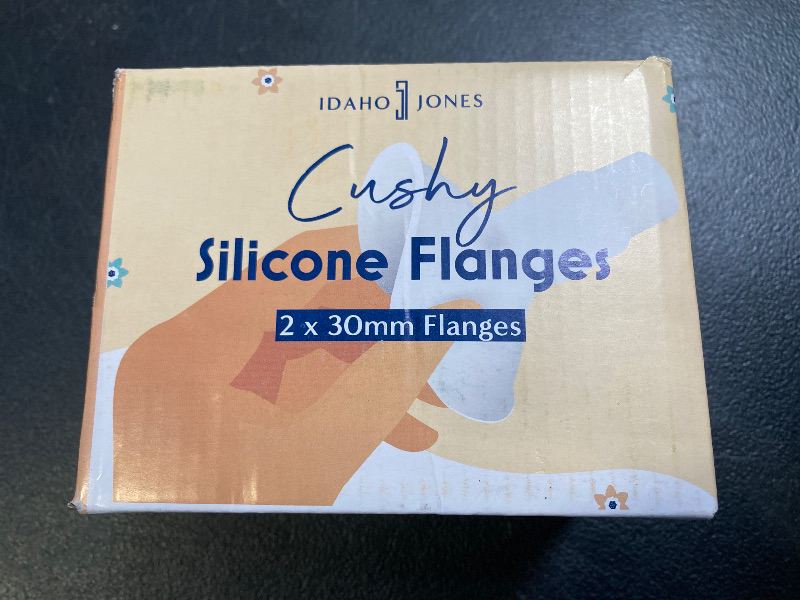 IDAHO JONES
Cushy
Silicone Flanges
2 x 30mm Flanges